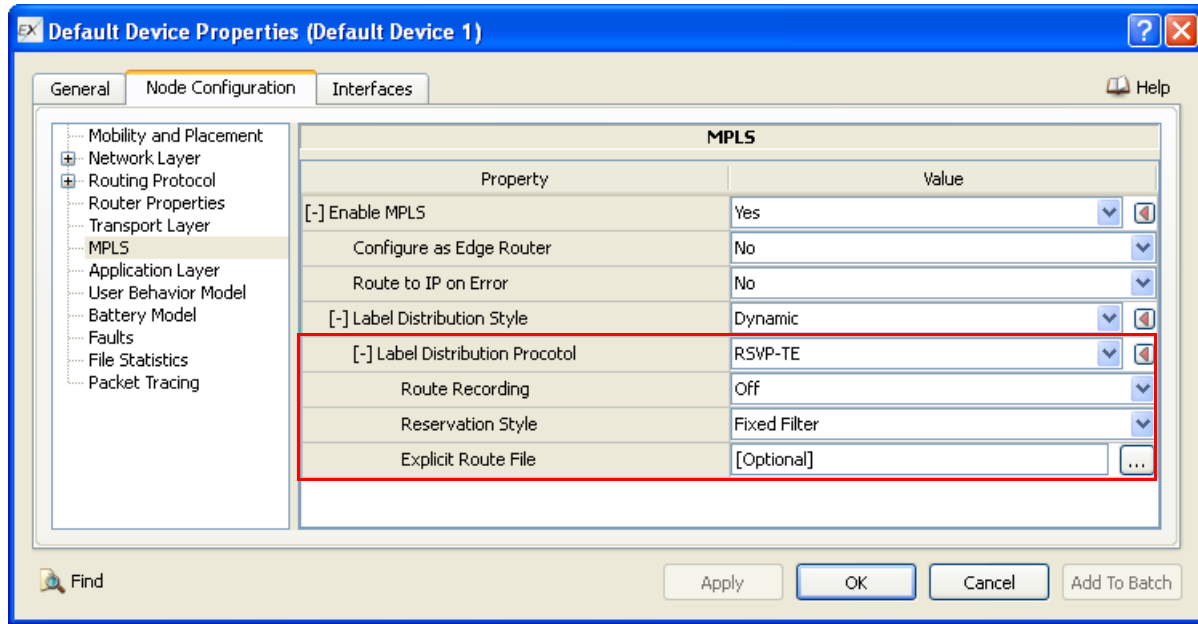 EX Default Device Properties (Default Device 1) ?
General Node Configuration Interfaces Help
Mobility and Placement
Network Layer
Routing Protocol
Router Properties
Transport Layer
MPLS
Application Layer
User Behavior Model
Battery Model
Faults
File Statistics
Packet Tracing
MPLS
Property Value
[-] Enable MPLS Yes
Configure as Edge Router No
Route to IP on Error No
[-] Label Distribution Style Dynamic
[-] Label Distribution Procotol RSVP-TE
Route Recording Off
Reservation Style Fixed Filter
Explicit Route File [Optional] ...
Find Apply OK Cancel Add To Batch